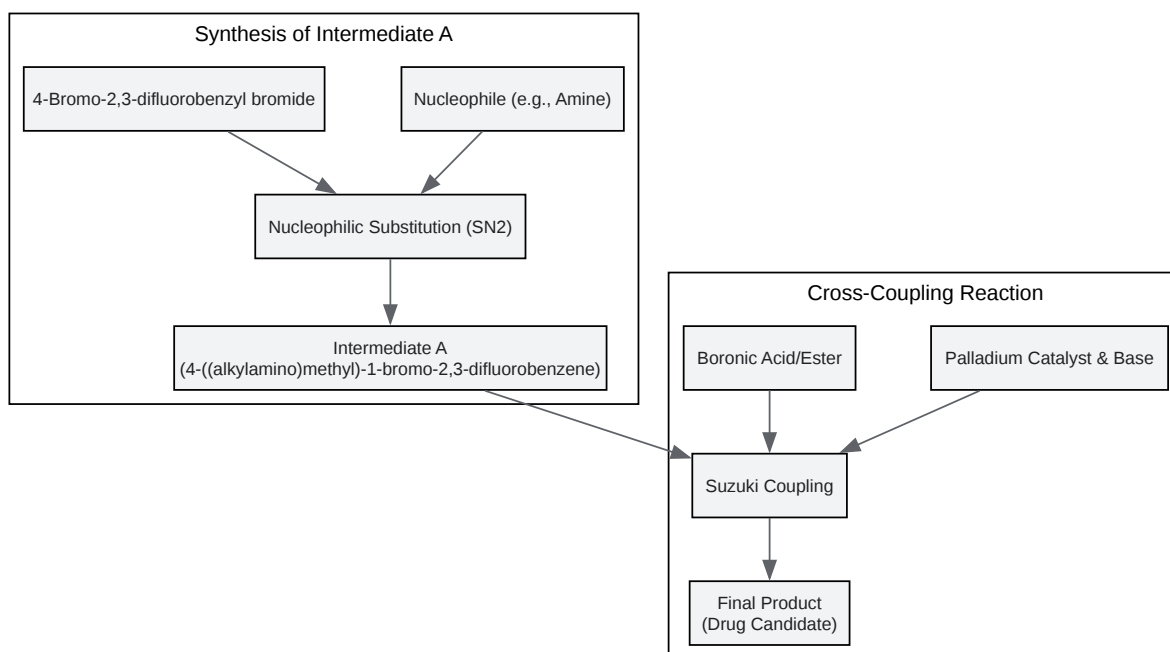 Synthesis of Intermediate A
4-Bromo-2,3-difluorobenzyl bromide
Nucleophile (e.g., Amine)
Nucleophilic Substitution (SN2)
Intermediate A
(4-((alkylamino)methyl)-1-bromo-2,3-difluorobenzene)
Cross-Coupling Reaction
Boronic Acid/Ester
Palladium Catalyst & Base
Suzuki Coupling
Final Product
(Drug Candidate)